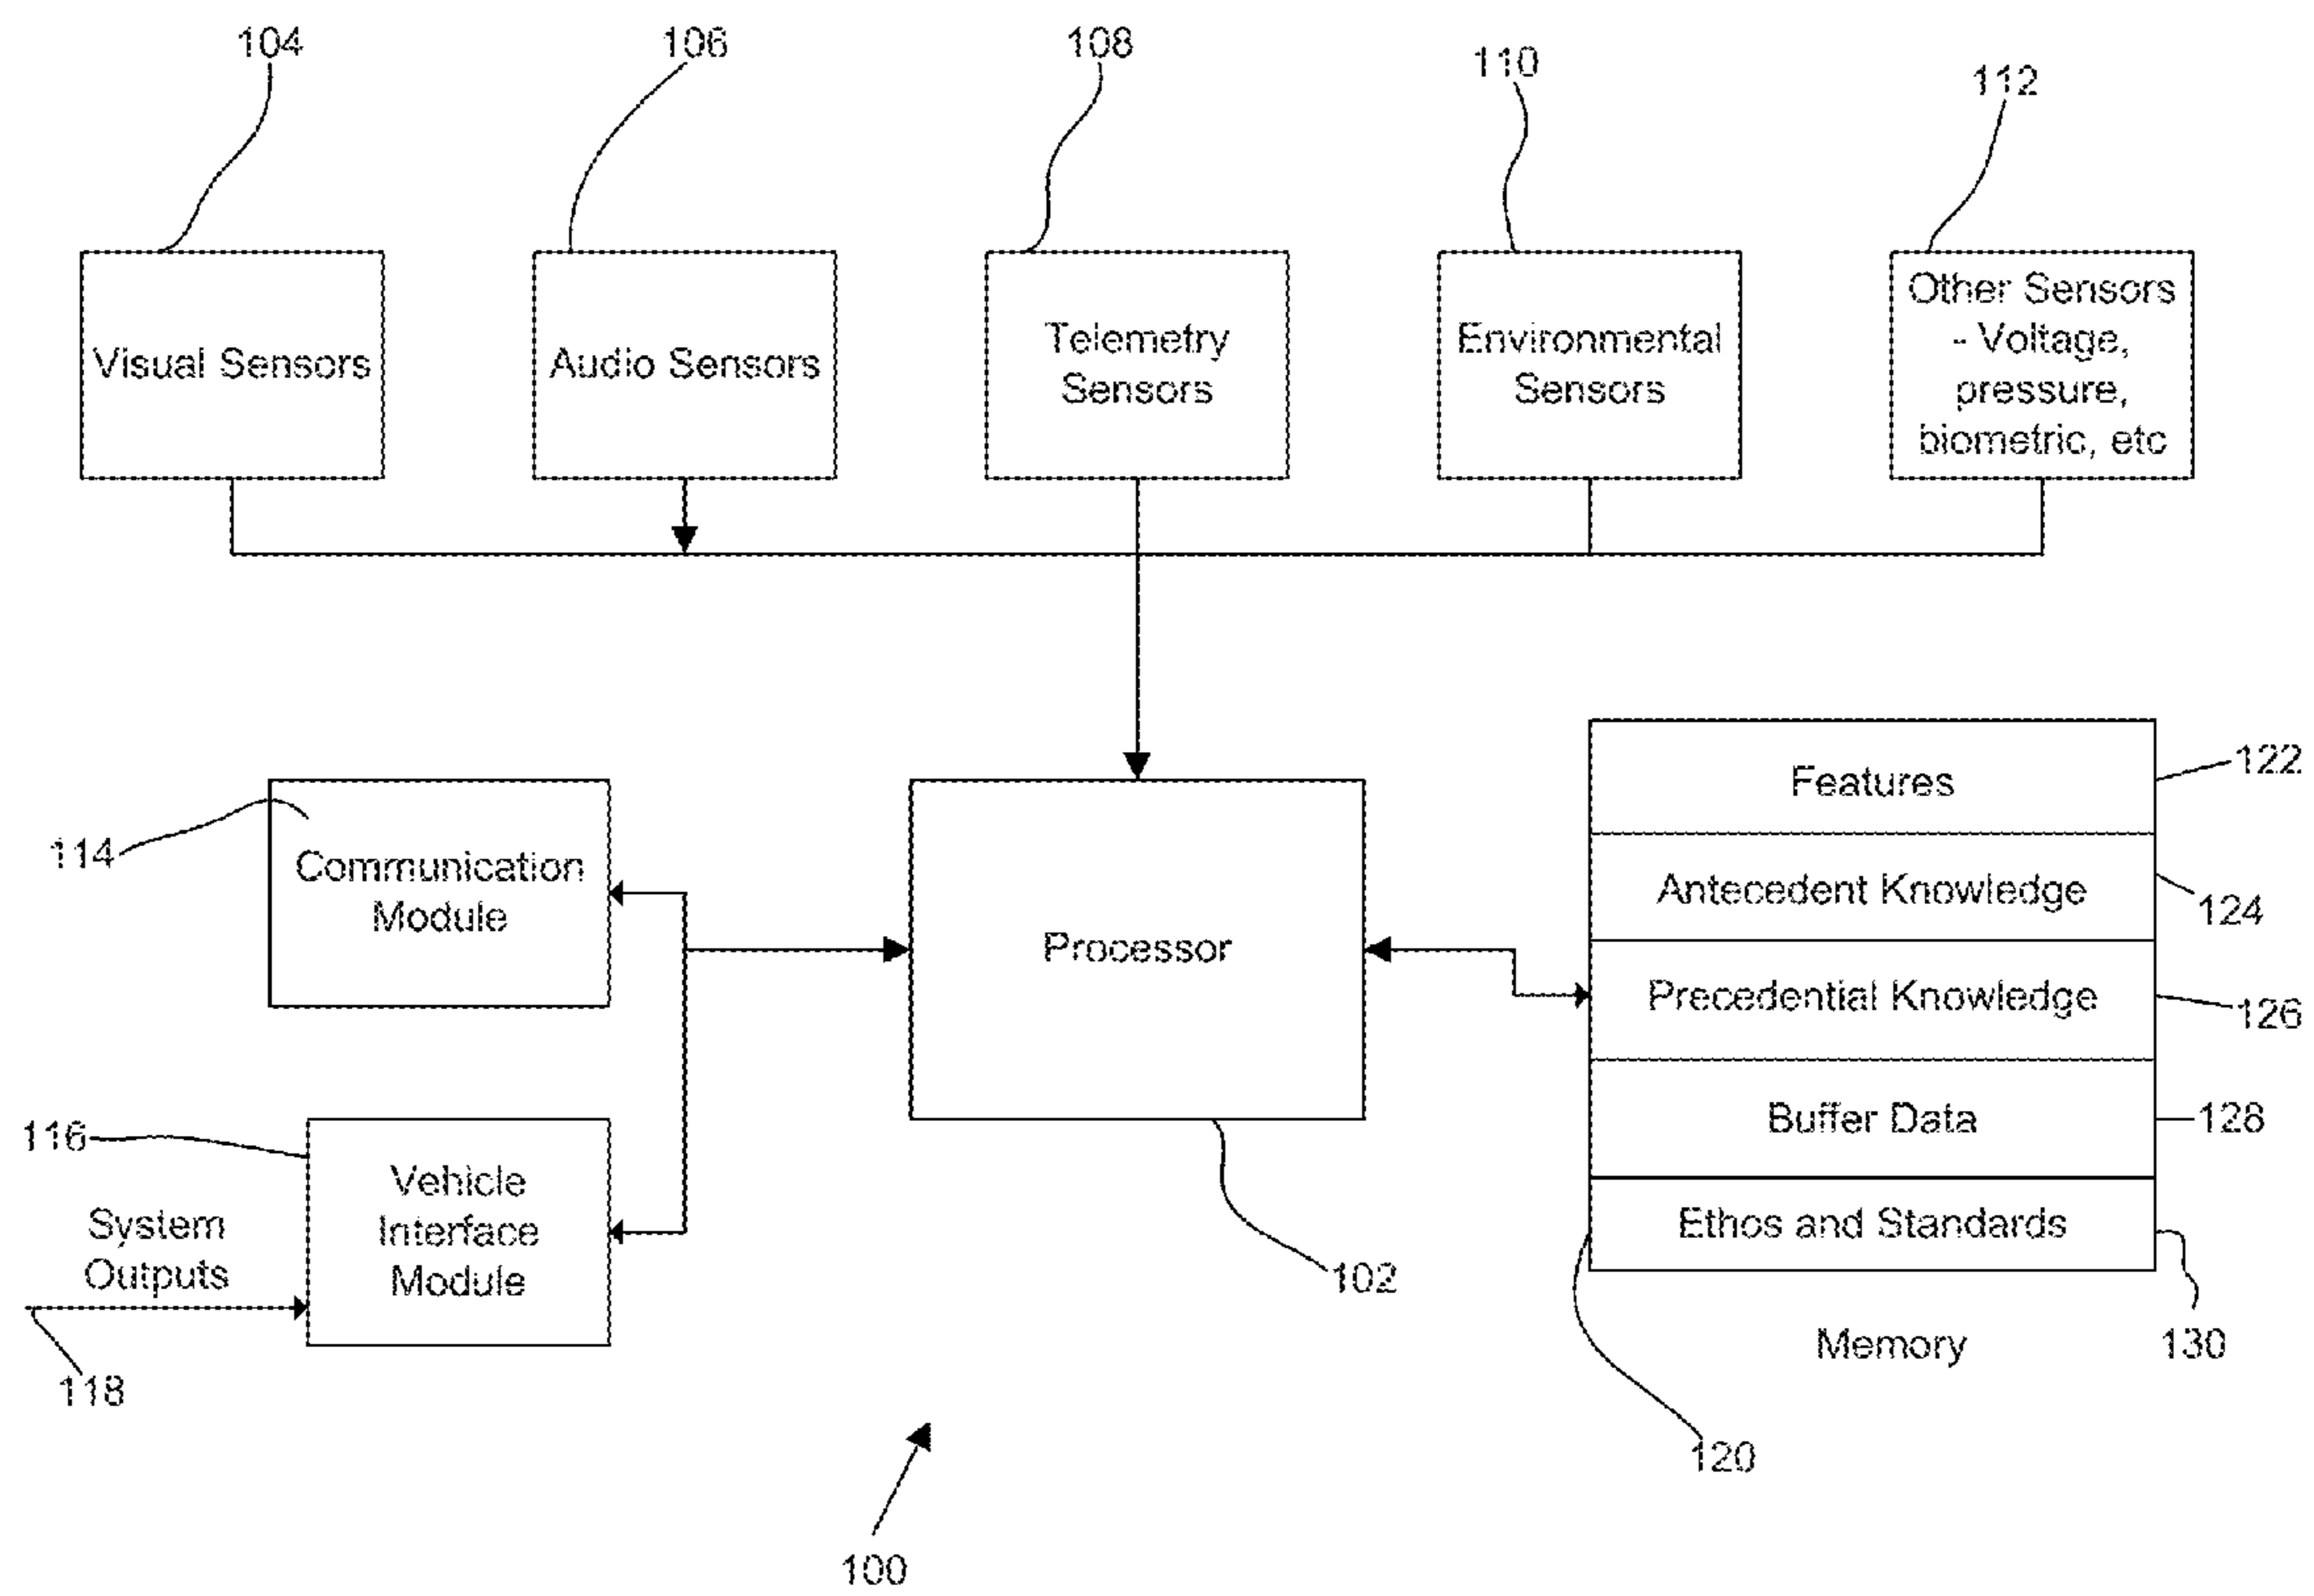 104
106
108
110
112
Visual Sensors
Audio Sensors
Telemetry
Sensors
Environmental
Sensors
Other Sensors
- Voltage,
pressure,
biometric, etc
114
Communication
Module
Processor
102
Features
122
Antecedent Knowledge
124
Precedential Knowledge
126
Buffer Data
128
Ethos and Standards
130
Memory
120
116
Vehicle
Interface
Module
System
Outputs
118
100